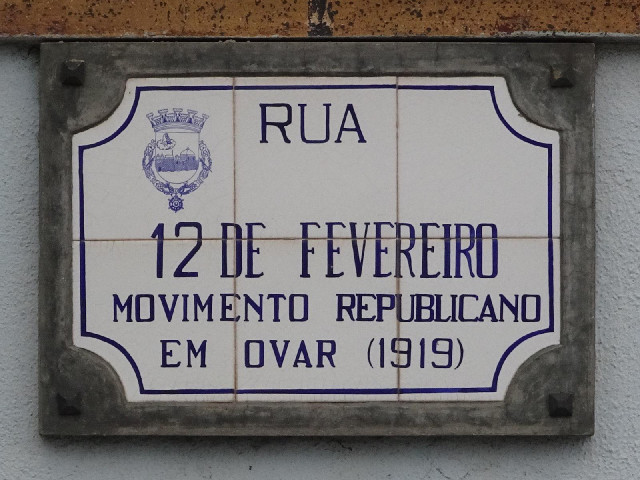 RUA
12 DE FEVEREIRO
MOVIMENTO REPUBLICANO
EM OVAR (1919)